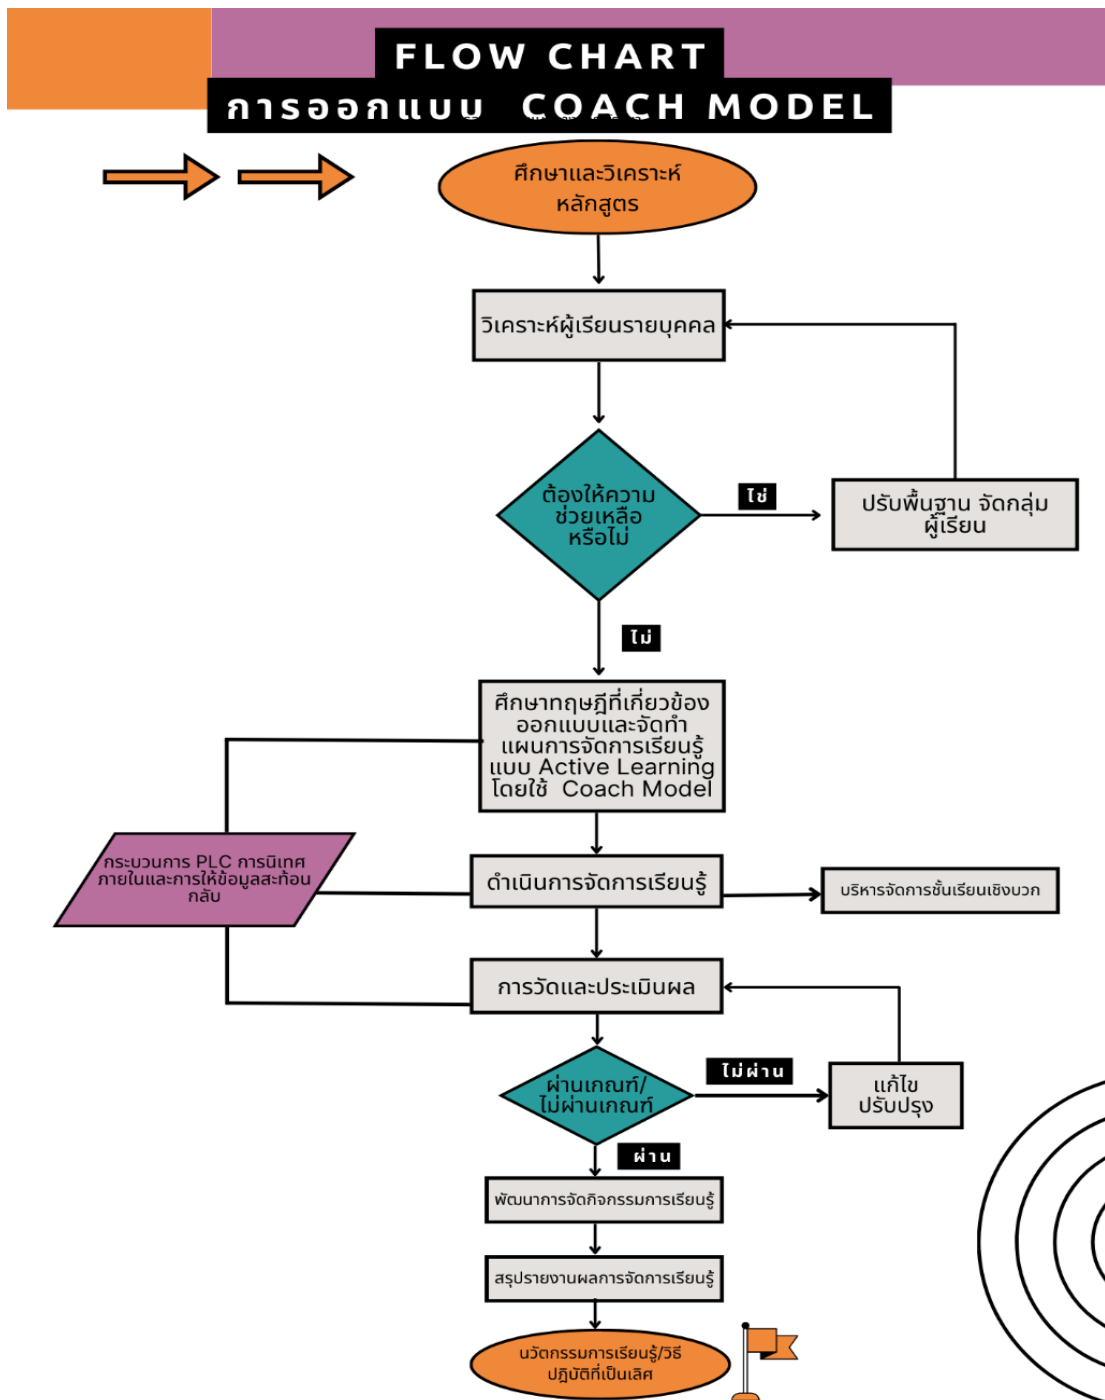 FLOW CHART
การออกแบบ COACH MODEL
ศึกษาและวิเคราะห์
หลักสูตร
วิเคราะห์ผู้เรียนรายบุคคล
ต้องให้ความ
ช่วยเหลือ
หรือไม่
ใช่
ปรับพื้นฐาน จัดกลุ่ม
ผู้เรียน
ไม่
ศึกษาทฤษฎีที่เกี่ยวข้อง
ออกแบบและจัดทำ
แผนการจัดการเรียนรู้
แบบ Active Learning
โดยใช้ Coach Model
กระบวนการ PLC การนิเทศ
ภายในและการให้ข้อมูลสะท้อน
กลับ
ดำเนินการจัดการเรียนรู้
บริหารจัดการชั้นเรียนเชิงบวก
การวัดและประเมินผล
ผ่านเกณฑ์/
ไม่ผ่านเกณฑ์
ไม่ผ่าน
แก้ไข
ปรับปรุง
ผ่าน
พัฒนาการจัดกิจกรรมการเรียนรู้
สรุปรายงานผลการจัดการเรียนรู้
นวัตกรรมการเรียนรู้/วิธี
ปฏิบัติที่เป็นเลิศ